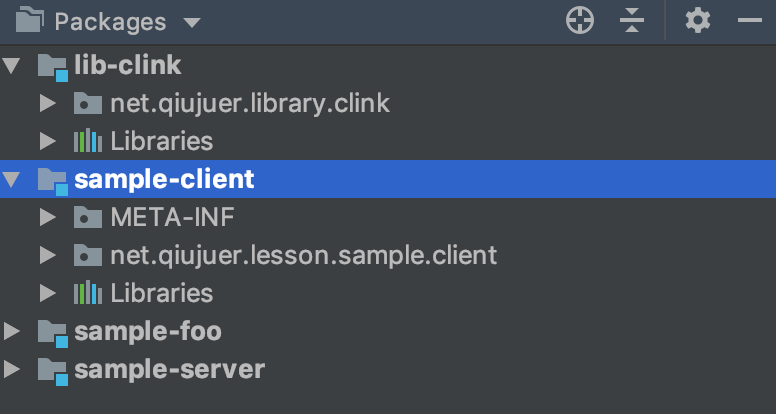 Packages
lib-clink
net.qiujuer.library.clink
Libraries
sample-client
META-INF
net.qiujuer.lesson.sample.client
Libraries
sample-foo
sample-server